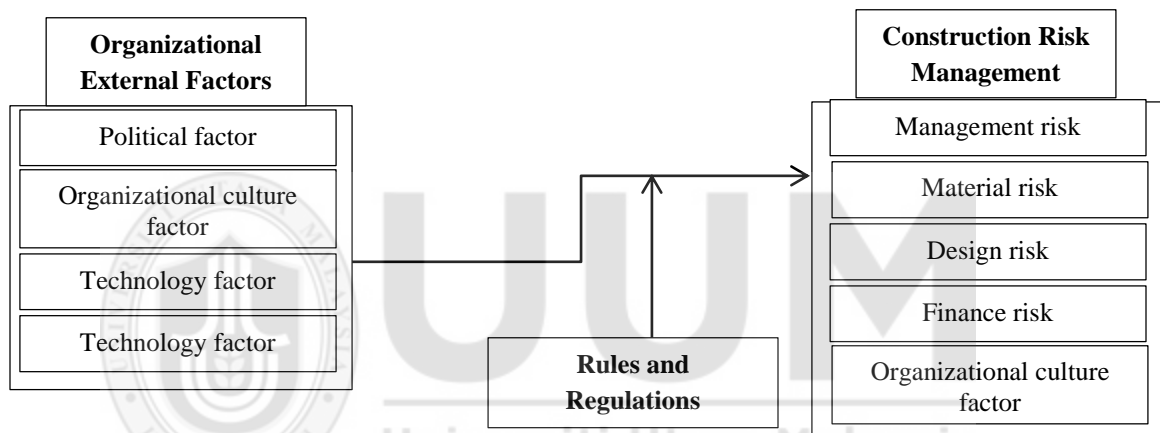 Organizational
External Factors
Political factor
Organizational culture
factor
Technology factor
Technology factor
Rules and
Regulations
Construction Risk
Management
Management risk
Material risk
Design risk
Finance risk
Organizational culture
factor
UUM